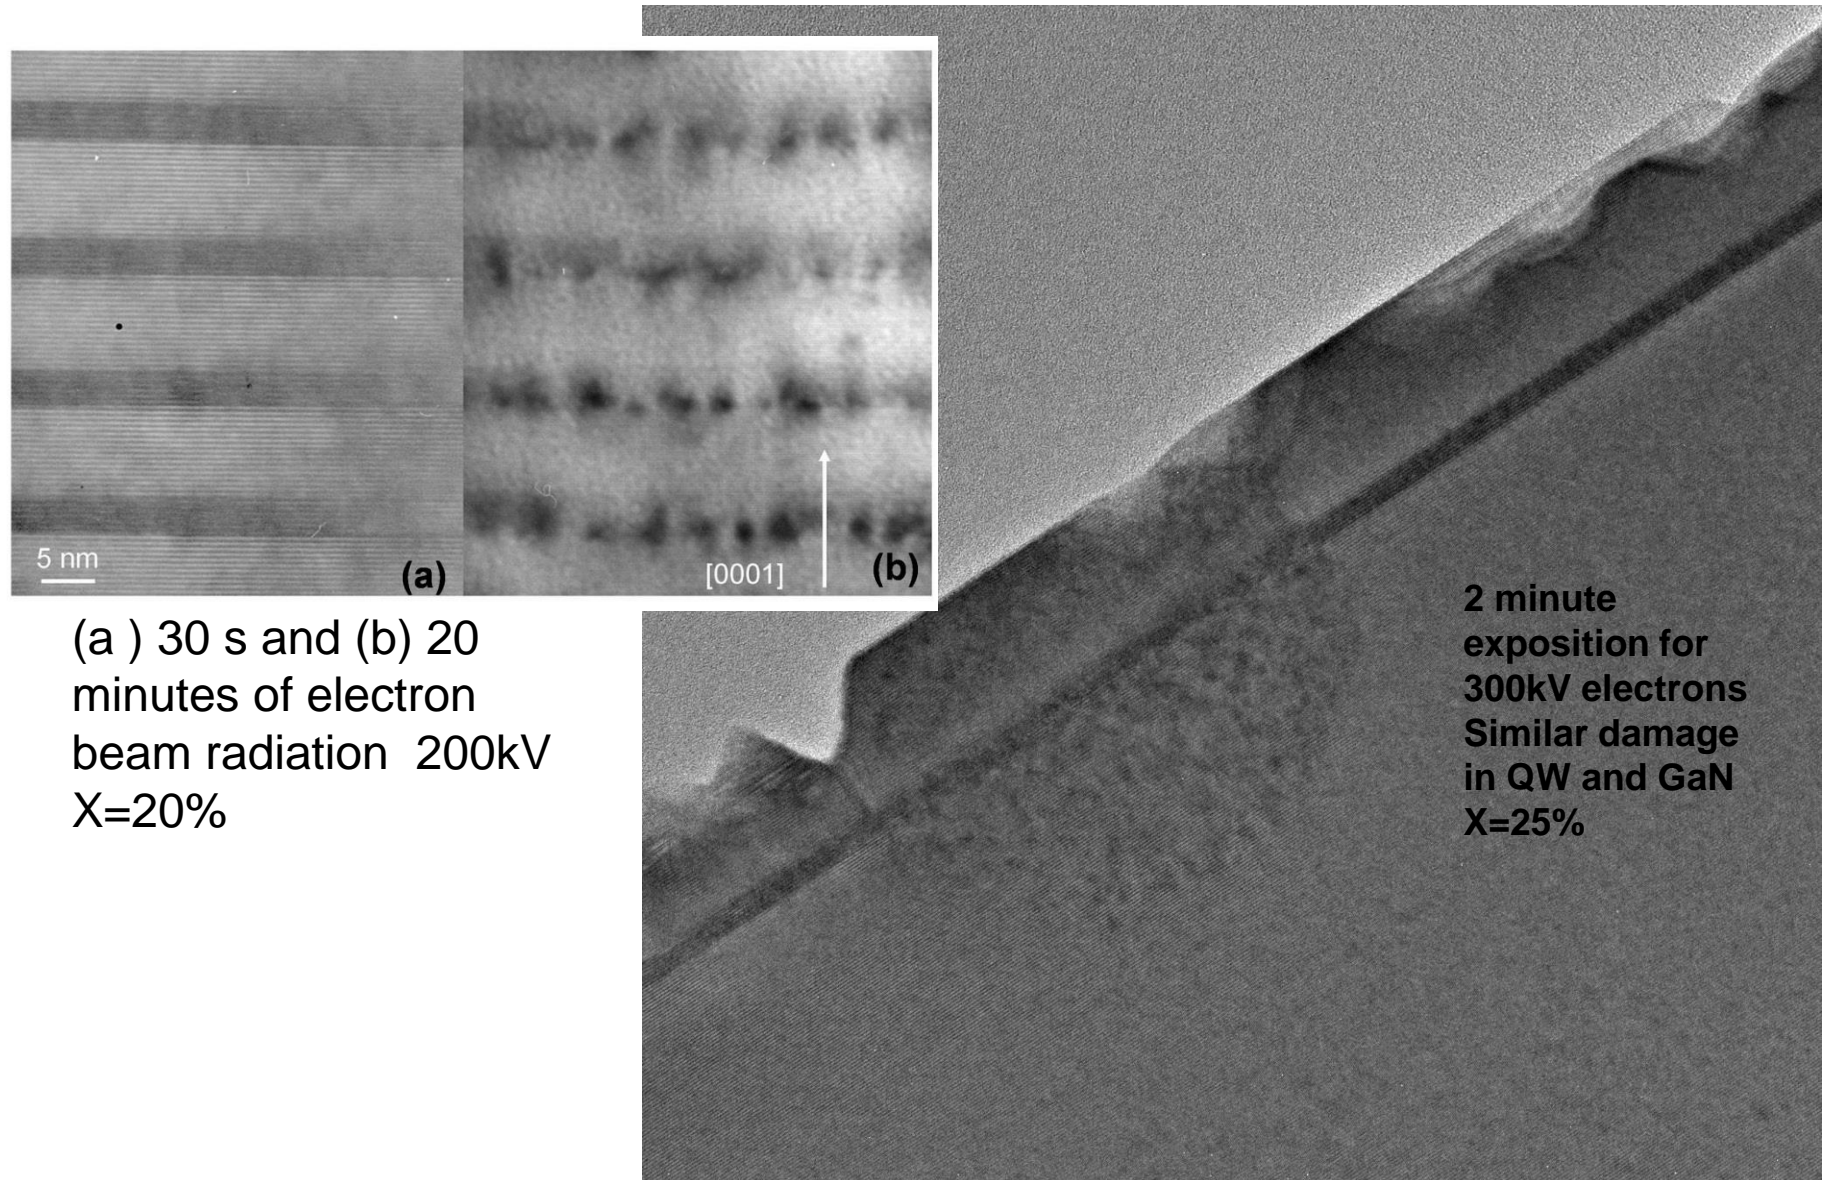 5 nm
(a)
[0001]
(b)
(a ) 30 s and (b) 20
minutes of electron
beam radiation  200kV
X=20%
2 minute
exposition for
300kV electrons
Similar damage
in QW and GaN
X=25%